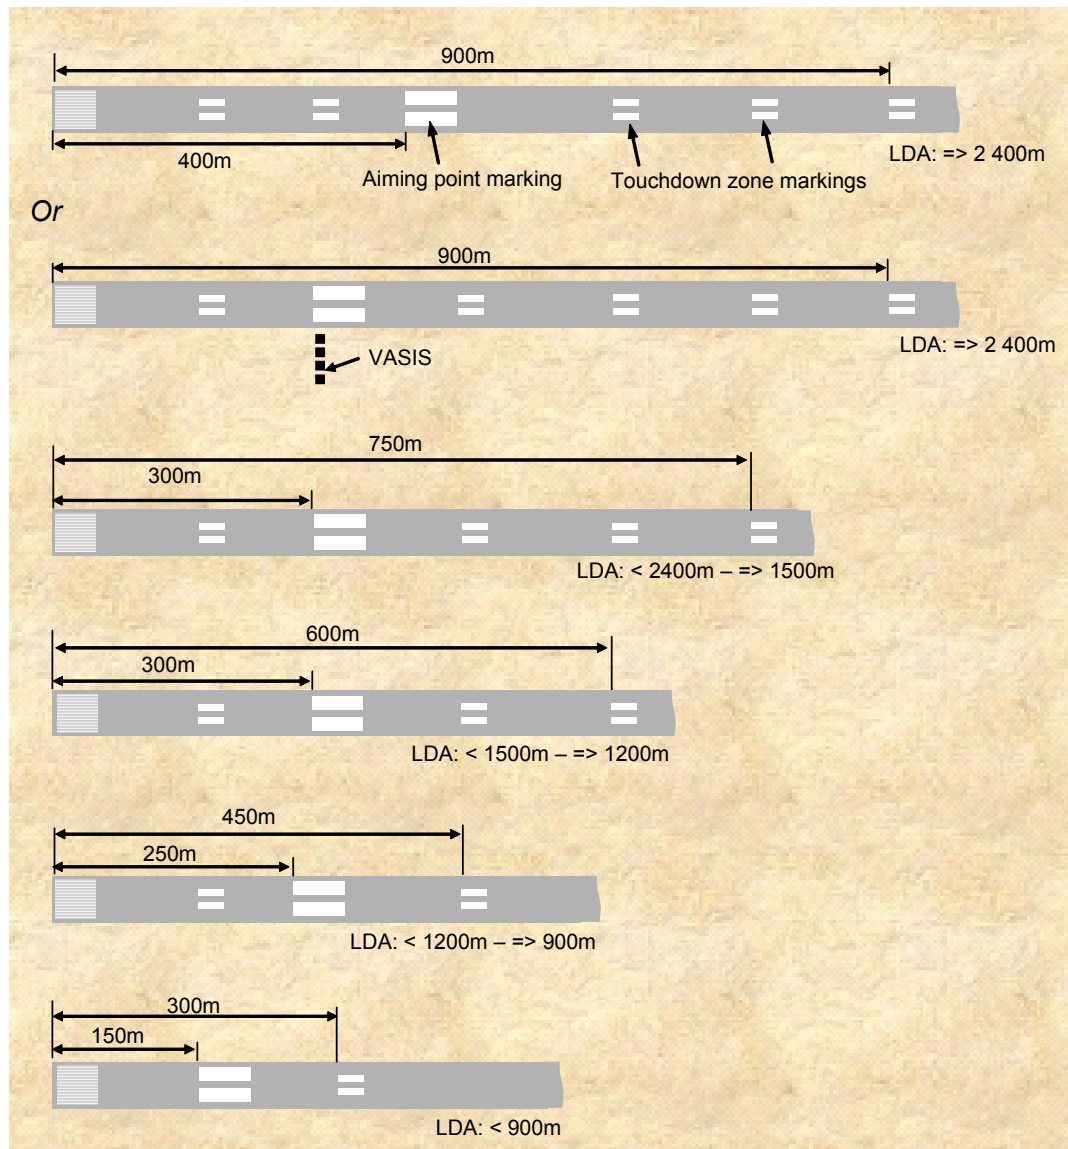 900m
400m
Aiming point marking
Touchdown zone markings
LDA: => 2 400m
Or
900m
LDA: => 2 400m
VASIS
750m
300m
LDA: < 2400m – => 1500m
600m
300m
LDA: < 1500m – => 1200m
450m
250m
LDA: < 1200m – => 900m
300m
150m
LDA: < 900m